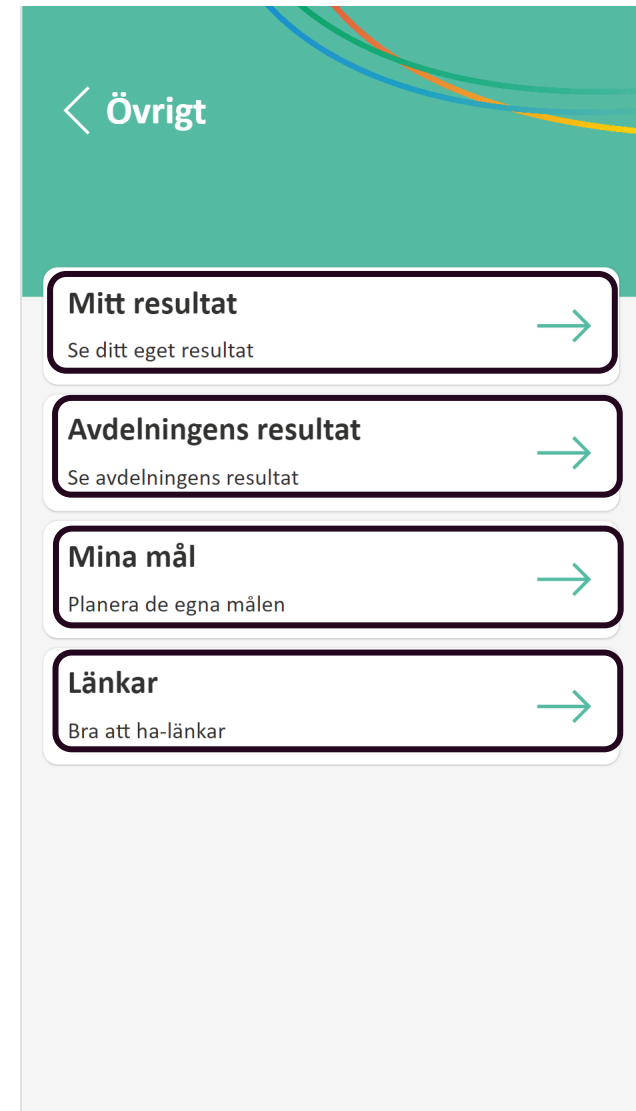 Övrigt
Mitt resultat
Se ditt eget resultat
Avdelningens resultat
Se avdelningens resultat
Mina mål
Planera de egna målen
Länkar
Bra att ha-länkar